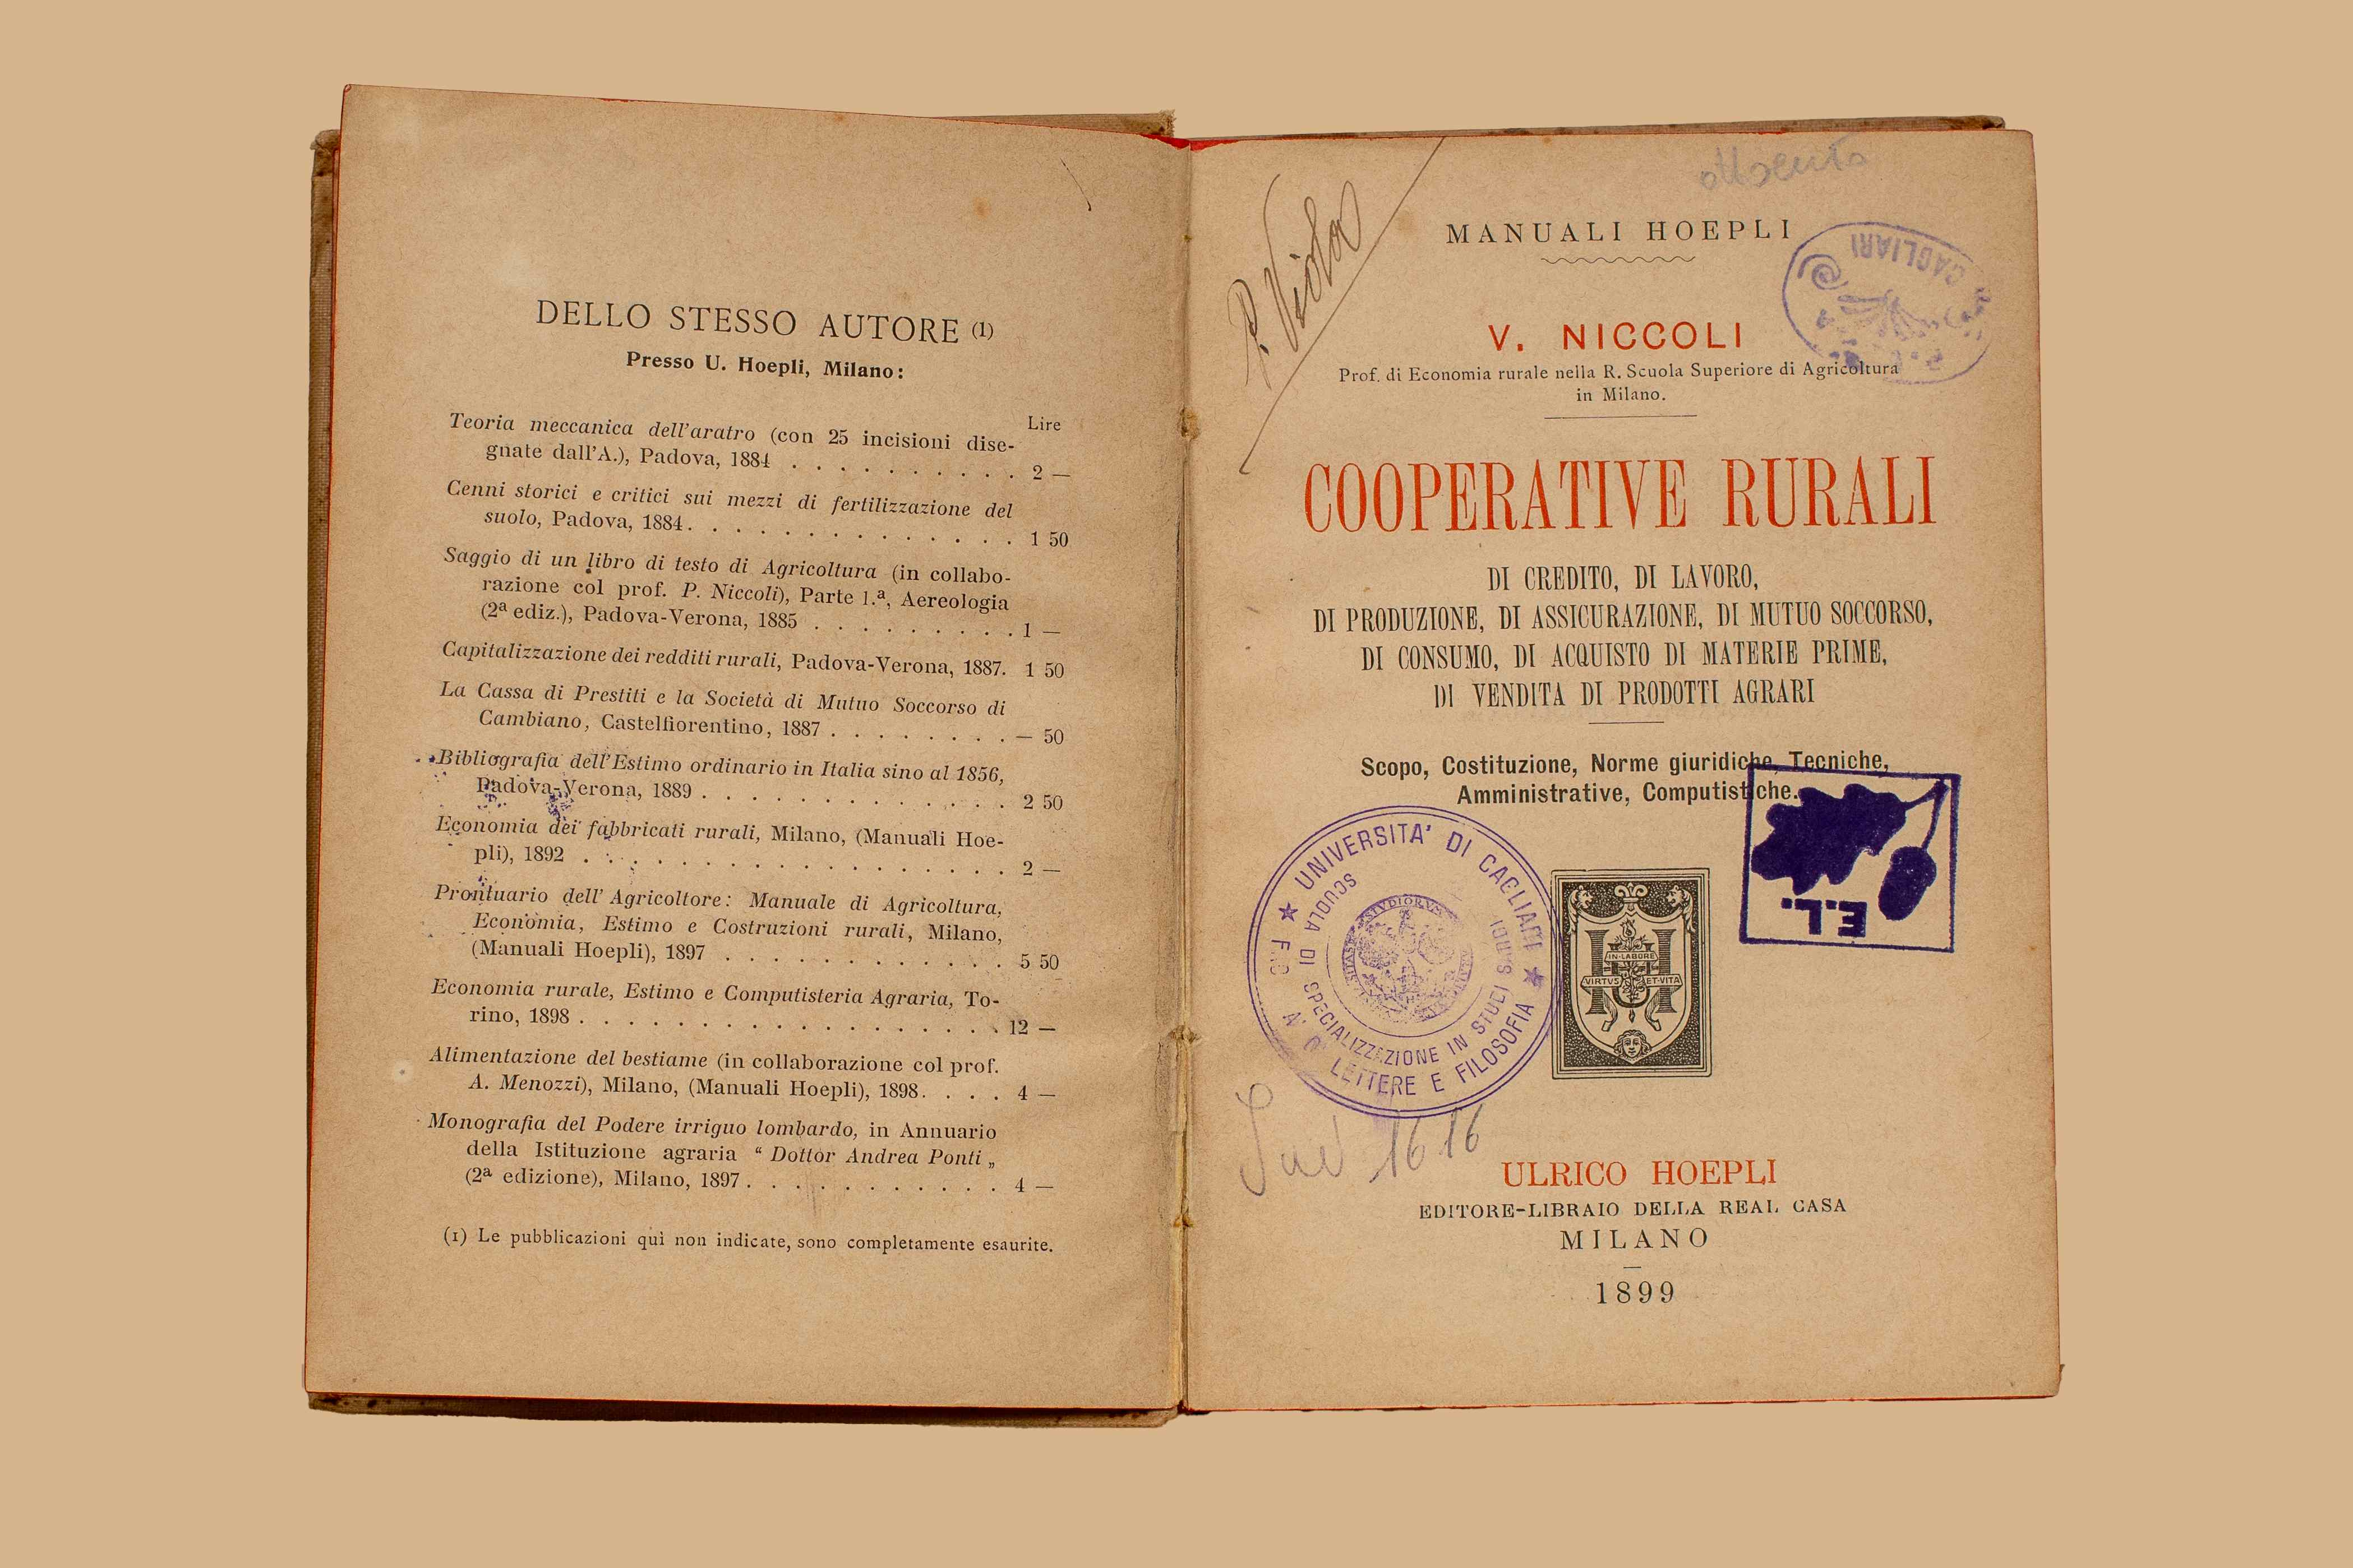 DELLO STESSO AUTORE (1)
Presso U. Hoepli, Milano:
Lire
Teoria meccanica dell'aratro (con 25 incisioni dise-
gnate dall'A.), Padova, 1884 . . . . . . . . . . 2 —
Cenni storici e critici sui mezzi di fertilizzazione del
suolo, Padova, 1884. . . . . . . . . . . . . . 1 50
Saggio di un libro di testo di Agricoltura (in collabo-
razione col prof. P. Niccoli), Parte 1.ª, Aereologia
(2ª ediz.), Padova-Verona, 1885 . . . . . . . . . 1 —
Capitalizzazione dei redditi rurali, Padova-Verona, 1887. 1 50
La Cassa di Prestiti e la Società di Mutuo Soccorso di
Cambiano, Castelfiorentino, 1887 . . . . . . . . — 50
Bibliografia dell'Estimo ordinario in Italia sino al 1856,
Padova-Verona, 1889 . . . . . . . . . . . . . 2 50
Economia dei fabbricati rurali, Milano, (Manuali Hoe-
pli), 1892 . . . . . . . . . . . . . . . . . . 2 —
Prontuario dell' Agricoltore: Manuale di Agricoltura,
Economia, Estimo e Costruzioni rurali, Milano,
(Manuali Hoepli), 1897 . . . . . . . . . . . . 5 50
Economia rurale, Estimo e Computisteria Agraria, To-
rino, 1898 . . . . . . . . . . . . . . . . . . 12 —
Alimentazione del bestiame (in collaborazione col prof.
A. Menozzi), Milano, (Manuali Hoepli), 1898. . . . . 4 —
Monografia del Podere irriguo lombardo, in Annuario
della Istituzione agraria “ Dottor Andrea Ponti „
(2ª edizione), Milano, 1897 . . . . . . . . . . . 4 —
(1) Le pubblicazioni qui non indicate, sono completamente esaurite.
P. Viola
MANUALI HOEPLI
CAGLIARI
V. NICCOLI
Prof. di Economia rurale nella R. Scuola Superiore di Agricoltura
in Milano.
COOPERATIVE RURALI
DI CREDITO, DI LAVORO,
DI PRODUZIONE, DI ASSICURAZIONE, DI MUTUO SOCCORSO,
DI CONSUMO, DI ACQUISTO DI MATERIE PRIME,
DI VENDITA DI PRODOTTI AGRARI
Scopo, Costituzione, Norme giuridiche, Tecniche,
Amministrative, Computistiche.
E.L.
UNIVERSITA' DI CAGLIARI
LETTERE E FILOSOFIA
SCUOLA DI SPECIALIZZAZIONE IN STUDI SARDI
STVDIORVM
IN·LABORE
VIRTVS ET·VITA
1616
ULRICO HOEPLI
EDITORE-LIBRAIO DELLA REAL CASA
MILANO
1899